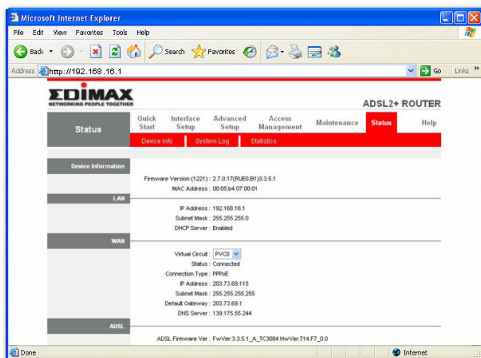 Microsoft Internet Explorer
File Edit View Favorites Tools Help
Back Search Favorites
Address http://192.168.16.1 Go Links »
EDIMAX
NETWORKING PEOPLE TOGETHER
ADSL2+ ROUTER
Status
Quick Start Interface Setup Advanced Setup Access Management Maintenance Status Help
Device Info System Log Statistics
Device Information
Firmware Version (1221) : 2.7.0.17(RUE0.B1)3.3.5.1
MAC Address : 00:05:b4:07:00:01
LAN
IP Address : 192.168.16.1
Subnet Mask : 255.255.255.0
DHCP Server : Enabled
WAN
Virtual Circuit : PVC0
Status : Connected
Connection Type : PPPoE
IP Address : 203.73.69.115
Subnet Mask : 255.255.255.255
Default Gateway : 203.73.69.1
DNS Server : 139.175.55.244
ADSL
ADSL Firmware Ver : FwVer:3.3.5.1_A_TC3084 HwVer:T14.F7_0.0
Done Internet